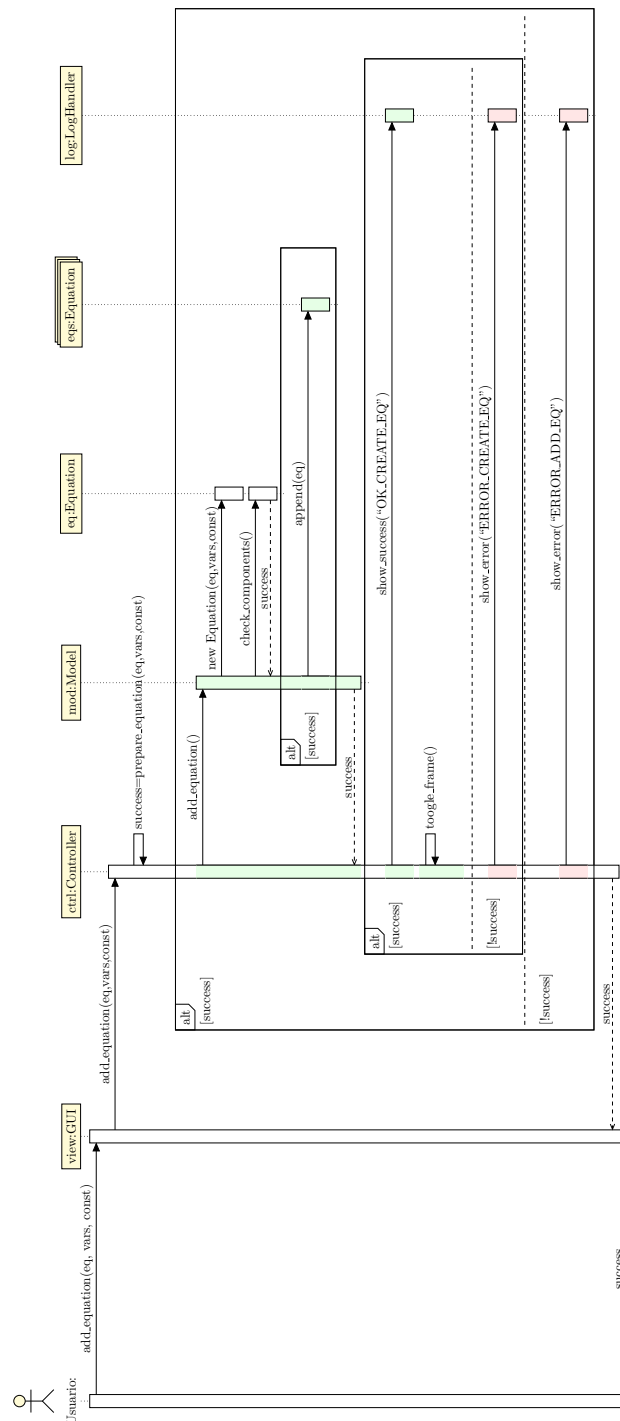 Usuario:
view:GUI
ctrl:Controller
mod:Model
eq:Equation
eqs:Equation
log:LogHandler
add_equation(eq, vars, const)
add_equation(eq,vars,const)
success=prepare_equation(eq,vars,const)
alt
[success]
add_equation()
new Equation(eq,vars,const)
check_components()
success
alt
[success]
append(eq)
success
alt
[success]
show_success(“OK_CREATE_EQ”)
toogle_frame()
[!success]
show_error(“ERROR_CREATE_EQ”)
[!success]
show_error(“ERROR_ADD_EQ”)
success
success